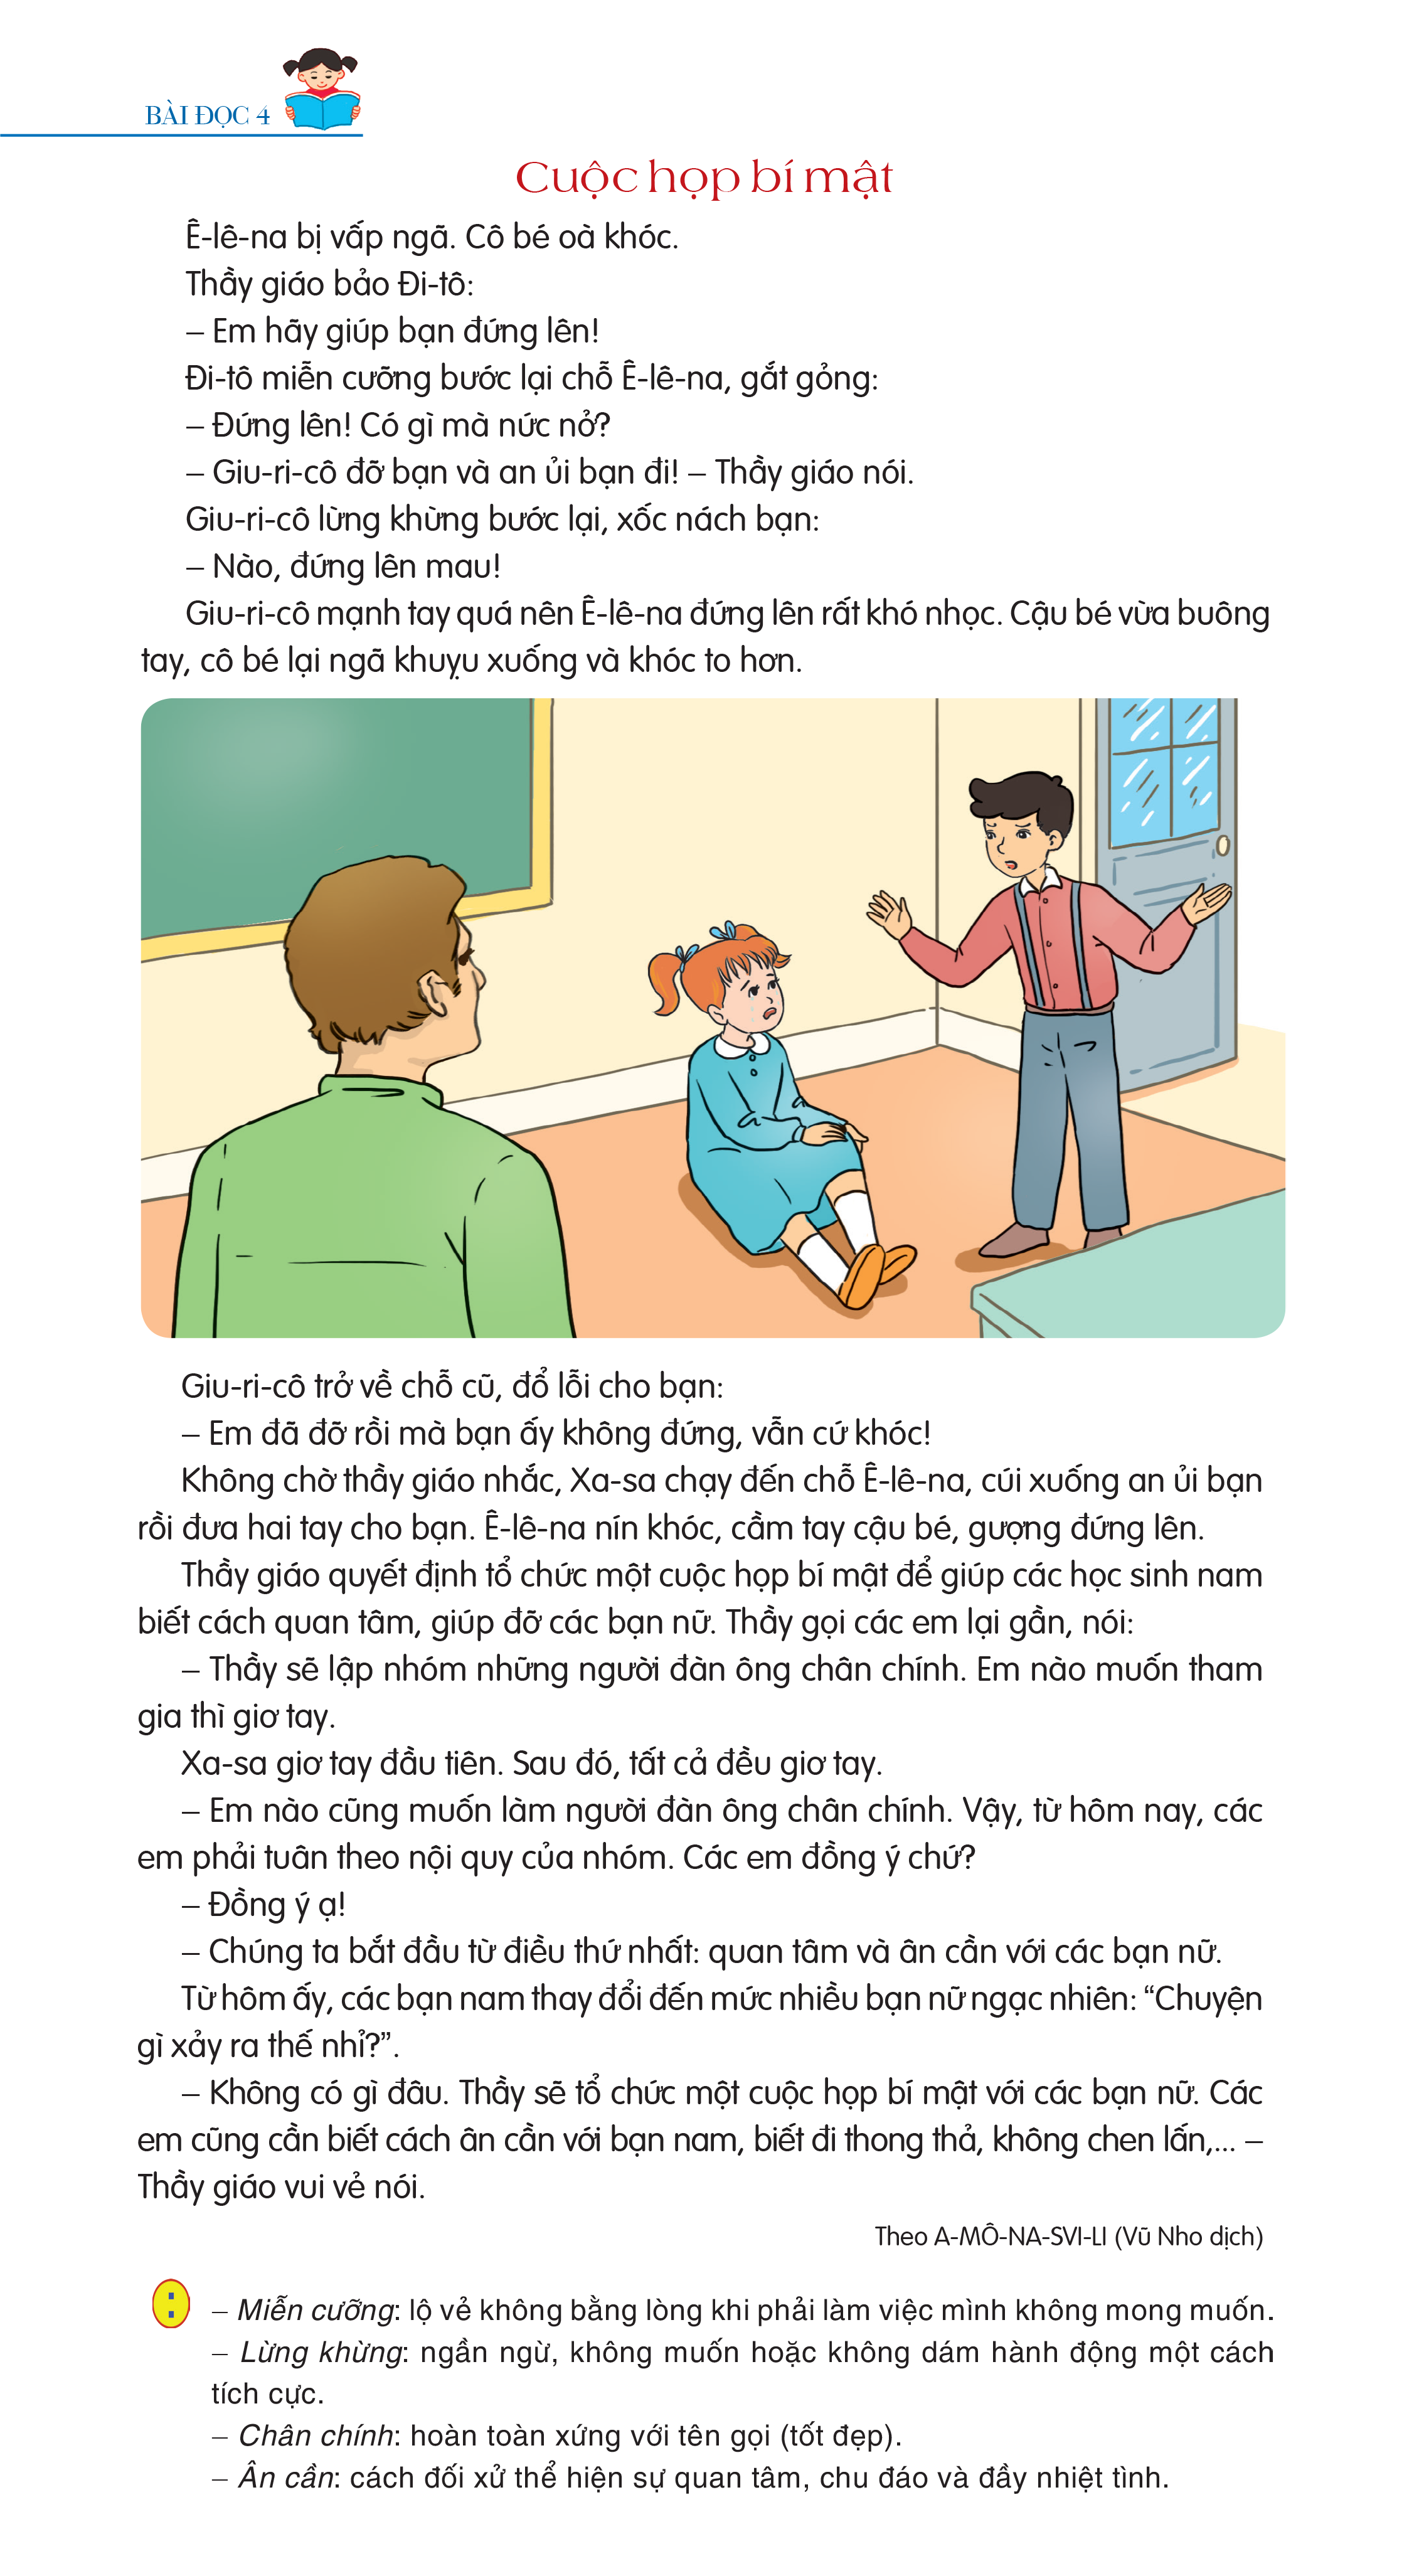 BÀI ĐỌC 4
Cuộc họp bí mật
Ê-lê-na bị vấp ngã. Cô bé oà khóc.
Thầy giáo bảo Đi-tô:
– Em hãy giúp bạn đứng lên!
Đi-tô miễn cưỡng bước lại chỗ Ê-lê-na, gắt gỏng:
– Đứng lên! Có gì mà nức nở?
– Giu-ri-cô đỡ bạn và an ủi bạn đi! – Thầy giáo nói.
Giu-ri-cô lừng khừng bước lại, xốc nách bạn:
– Nào, đứng lên mau!
Giu-ri-cô mạnh tay quá nên Ê-lê-na đứng lên rất khó nhọc. Cậu bé vừa buông
tay, cô bé lại ngã khuỵu xuống và khóc to hơn.
Giu-ri-cô trở về chỗ cũ, đổ lỗi cho bạn:
– Em đã đỡ rồi mà bạn ấy không đứng, vẫn cứ khóc!
Không chờ thầy giáo nhắc, Xa-sa chạy đến chỗ Ê-lê-na, cúi xuống an ủi bạn
rồi đưa hai tay cho bạn. Ê-lê-na nín khóc, cầm tay cậu bé, gượng đứng lên.
Thầy giáo quyết định tổ chức một cuộc họp bí mật để giúp các học sinh nam
biết cách quan tâm, giúp đỡ các bạn nữ. Thầy gọi các em lại gần, nói:
– Thầy sẽ lập nhóm những người đàn ông chân chính. Em nào muốn tham
gia thì giơ tay.
Xa-sa giơ tay đầu tiên. Sau đó, tất cả đều giơ tay.
– Em nào cũng muốn làm người đàn ông chân chính. Vậy, từ hôm nay, các
em phải tuân theo nội quy của nhóm. Các em đồng ý chứ?
– Đồng ý ạ!
– Chúng ta bắt đầu từ điều thứ nhất: quan tâm và ân cần với các bạn nữ.
Từ hôm ấy, các bạn nam thay đổi đến mức nhiều bạn nữ ngạc nhiên: “Chuyện
gì xảy ra thế nhỉ?”.
– Không có gì đâu. Thầy sẽ tổ chức một cuộc họp bí mật với các bạn nữ. Các
em cũng cần biết cách ân cần với bạn nam, biết đi thong thả, không chen lấn,... –
Thầy giáo vui vẻ nói.
Theo A-MÔ-NA-SVI-LI (Vũ Nho dịch)
– Miễn cưỡng: lộ vẻ không bằng lòng khi phải làm việc mình không mong muốn.
– Lừng khừng: ngần ngừ, không muốn hoặc không dám hành động một cách
tích cực.
– Chân chính: hoàn toàn xứng với tên gọi (tốt đẹp).
– Ân cần: cách đối xử thể hiện sự quan tâm, chu đáo và đầy nhiệt tình.